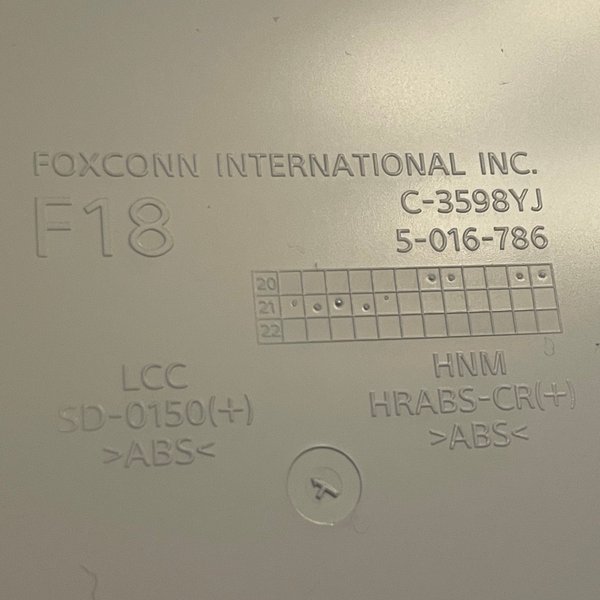 FOXCONN INTERNATIONAL INC.
F18
C-3598YJ
5-016-786
20
21
22
LCC
SD-0150(+)
>ABS<
HNM
HRABS-CR(+)
>ABS<